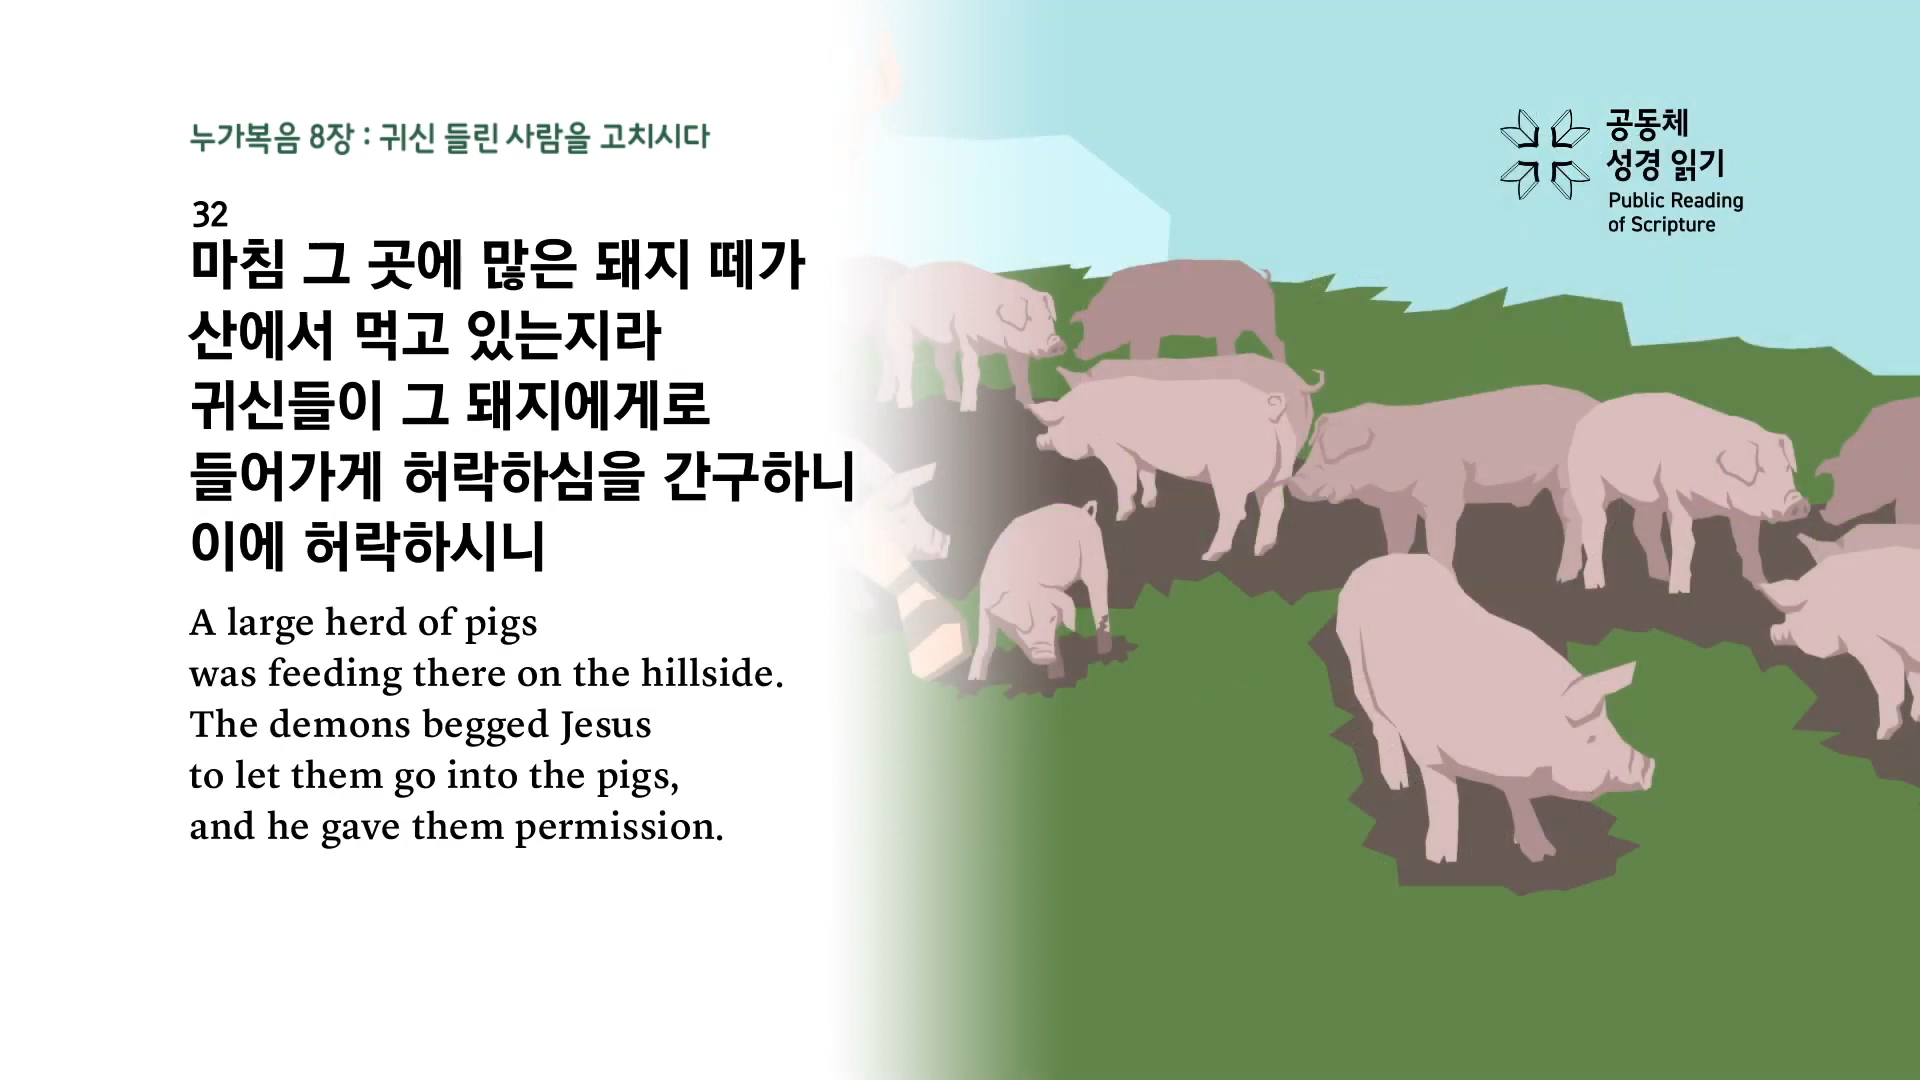 누가복음 8장 : 귀신 들린 사람을 고치시다
32
마침 그 곳에 많은 돼지 떼가
산에서 먹고 있는지라
귀신들이 그 돼지에게로
들어가게 허락하심을 간구하니
이에 허락하시니
A large herd of pigs
was feeding there on the hillside.
The demons begged Jesus
to let them go into the pigs,
and he gave them permission.
공동체
성경 읽기
Public Reading
of Scripture